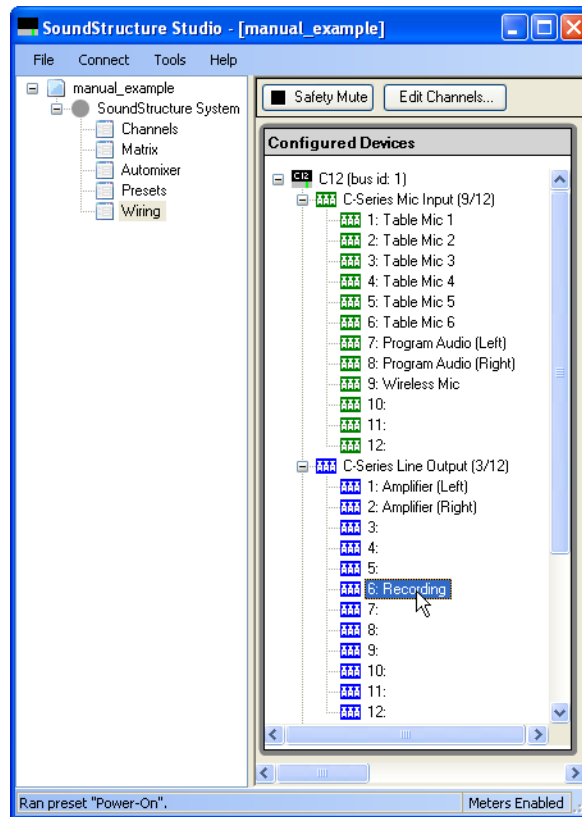 SoundStructure Studio - [manual_example]
File Connect Tools Help
manual_example
SoundStructure System
Channels
Matrix
Automixer
Presets
Wiring
Safety Mute
Edit Channels...
Configured Devices
C12 C12 (bus id: 1)
C-Series Mic Input (9/12)
1: Table Mic 1
2: Table Mic 2
3: Table Mic 3
4: Table Mic 4
5: Table Mic 5
6: Table Mic 6
7: Program Audio (Left)
8: Program Audio (Right)
9: Wireless Mic
10:
11:
12:
C-Series Line Output (3/12)
1: Amplifier (Left)
2: Amplifier (Right)
3:
4:
5:
6: Recording
7:
8:
9:
10:
11:
12:
Ran preset "Power-On".
Meters Enabled